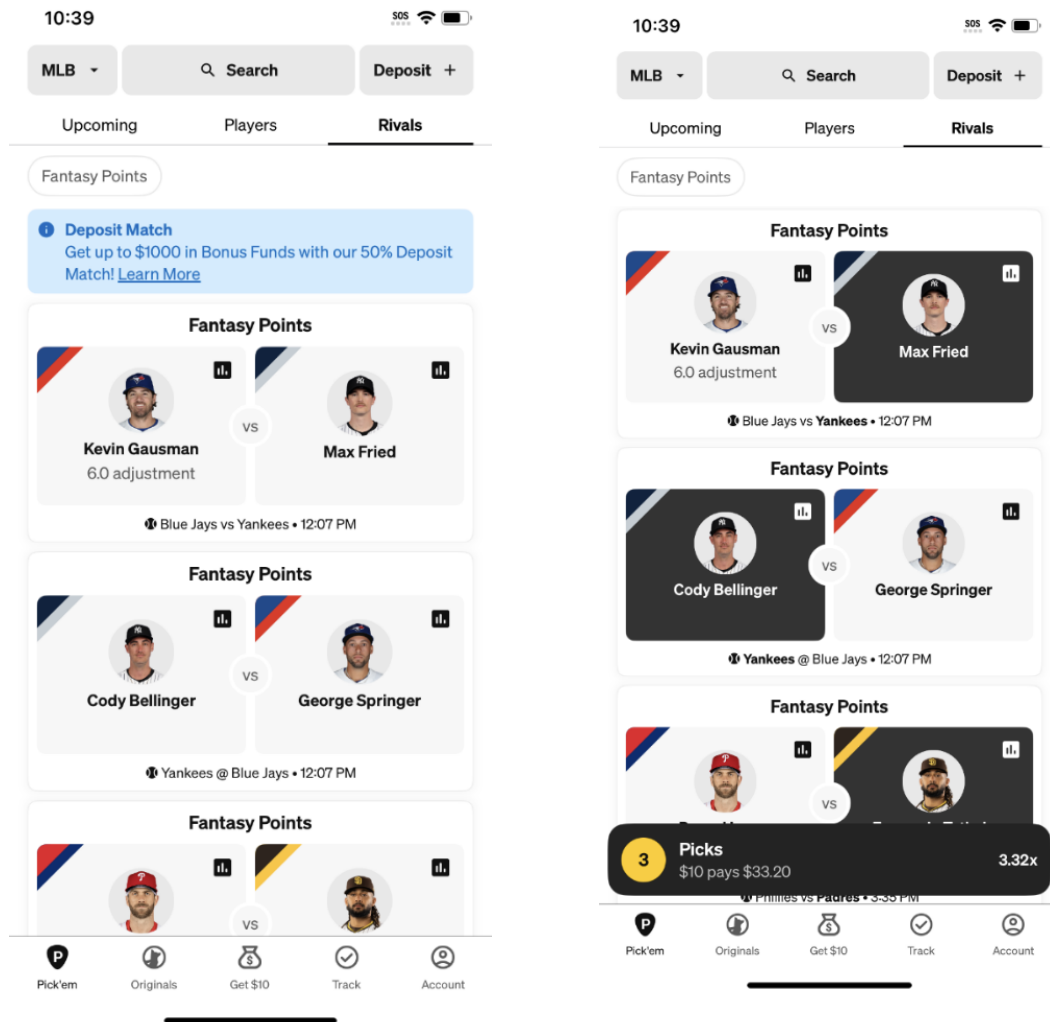 10:39
SOS
MLB
Search
Deposit +
Upcoming
Players
Rivals
Fantasy Points
Deposit Match
Get up to $1000 in Bonus Funds with our 50% Deposit
Match! Learn More
Fantasy Points
Kevin Gausman
6.0 adjustment
vs
Max Fried
Blue Jays vs Yankees • 12:07 PM
Fantasy Points
Cody Bellinger
vs
George Springer
Yankees @ Blue Jays • 12:07 PM
Fantasy Points
vs
Pick'em
Originals
Get $10
Track
Account
10:39
SOS
MLB
Search
Deposit +
Upcoming
Players
Rivals
Fantasy Points
Fantasy Points
Kevin Gausman
6.0 adjustment
vs
Max Fried
Blue Jays vs Yankees • 12:07 PM
Fantasy Points
Cody Bellinger
vs
George Springer
Yankees @ Blue Jays • 12:07 PM
Fantasy Points
vs
3
Picks
$10 pays $33.20
3.32x
Phillies vs Padres • 3:35 PM
Pick'em
Originals
Get $10
Track
Account